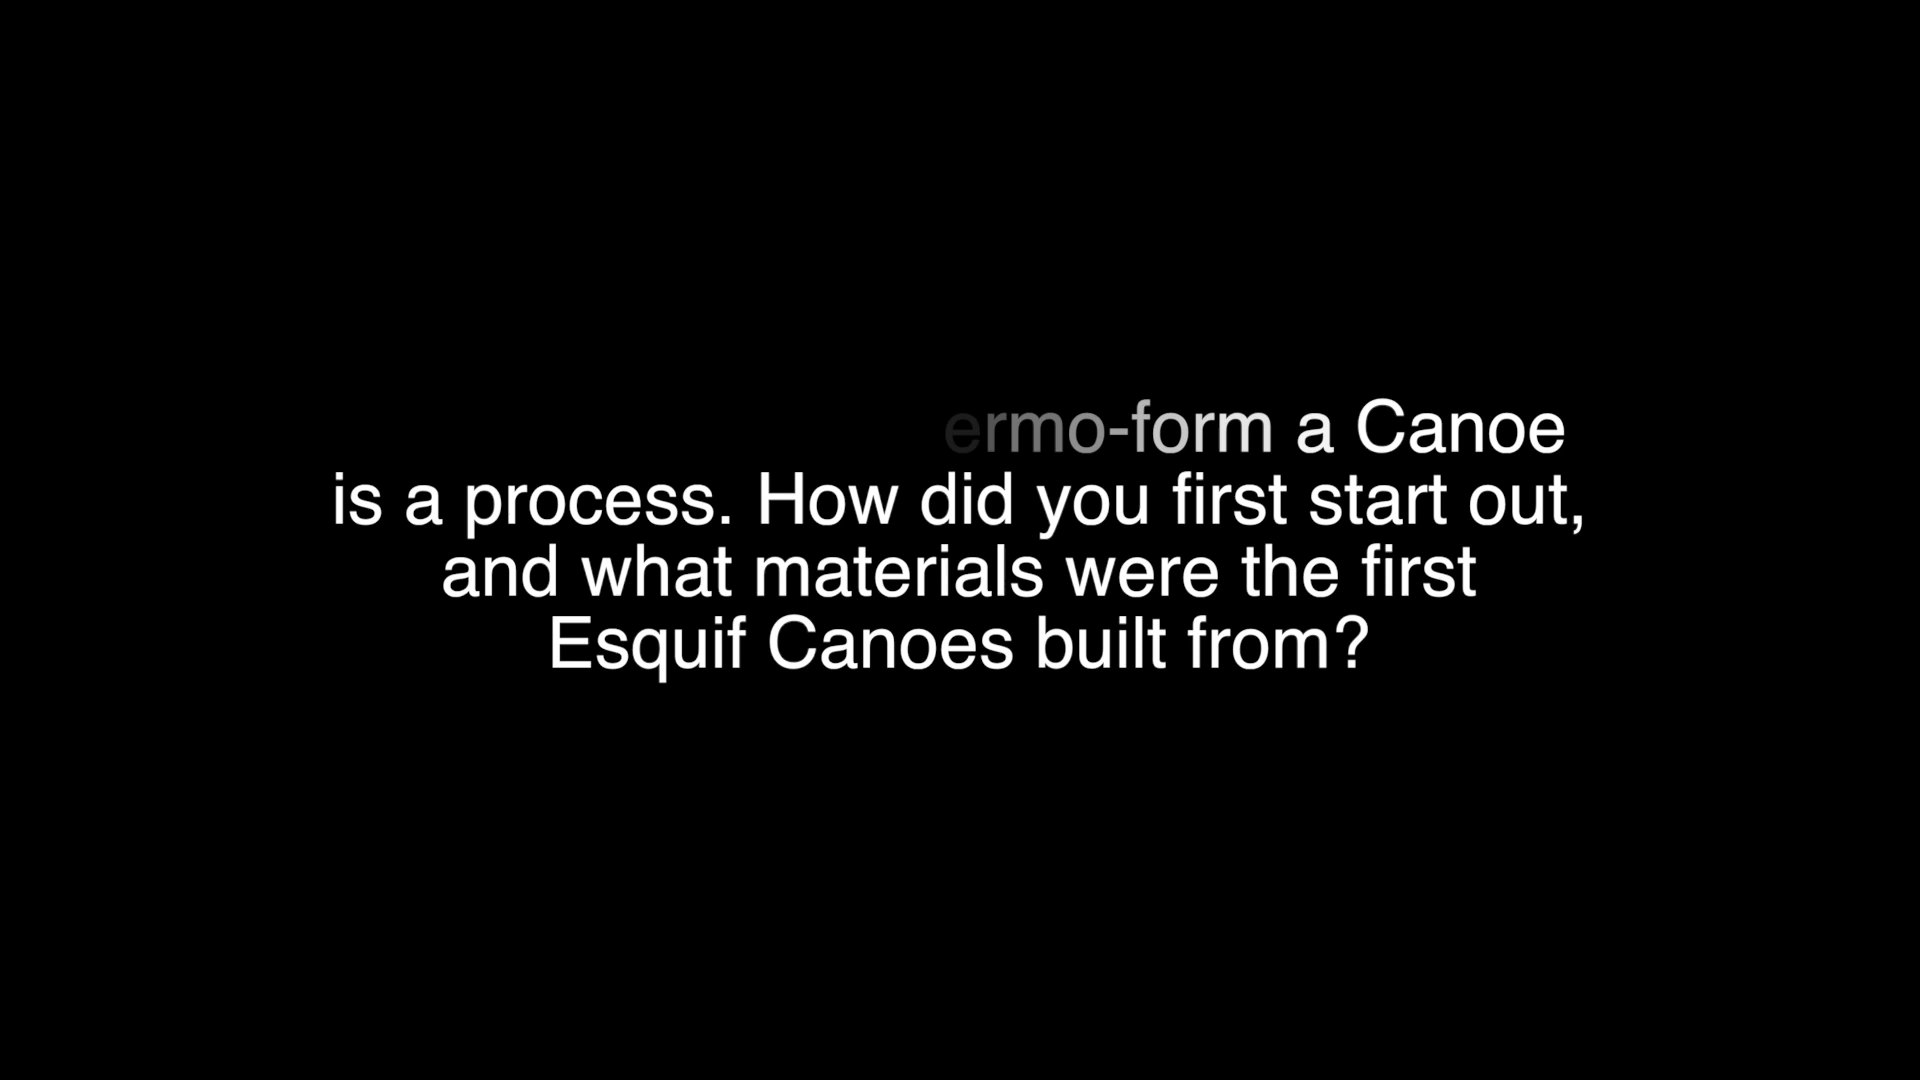 ermo-form a Canoe
is a process. How did you first start out,
and what materials were the first
Esquif Canoes built from?